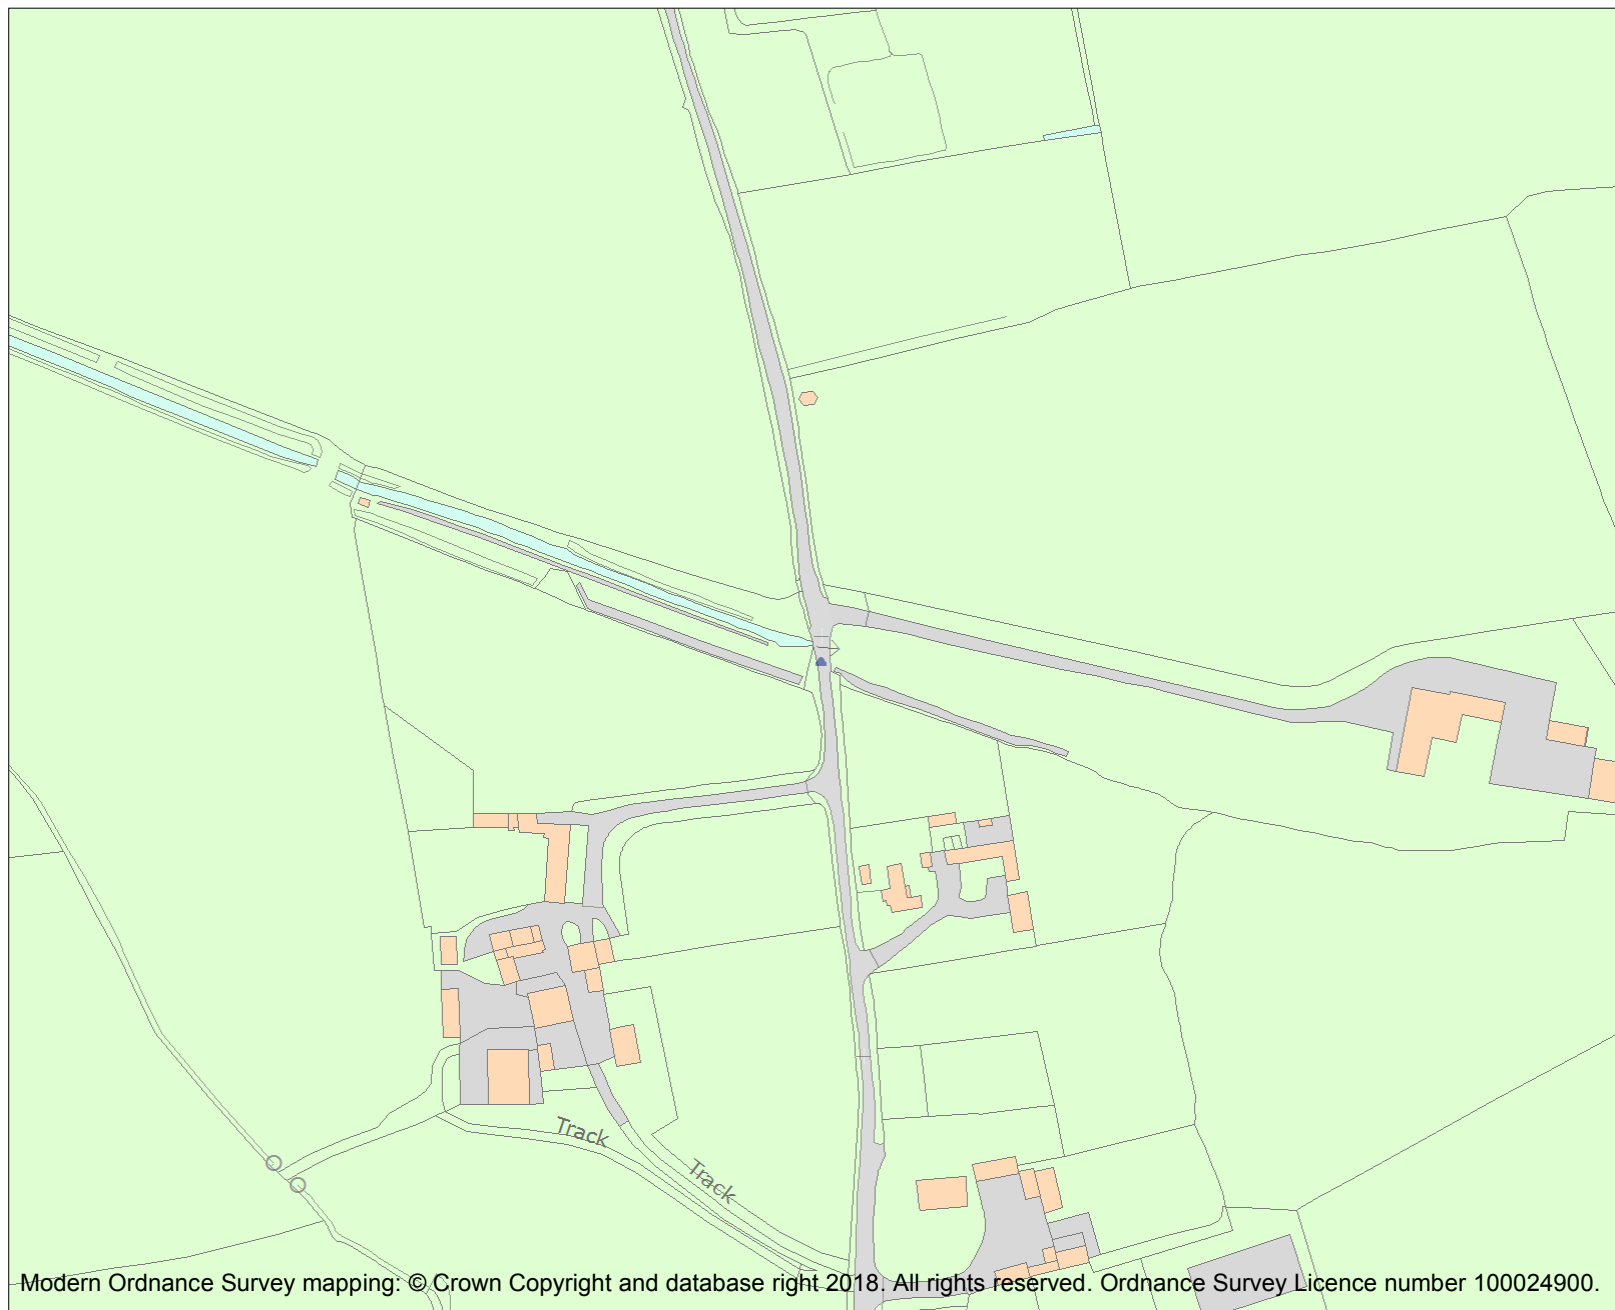 Track
Track
Modern Ordnance Survey mapping: © Crown Copyright and database right 2018. All rights reserved. Ordnance Survey Licence number 100024900.